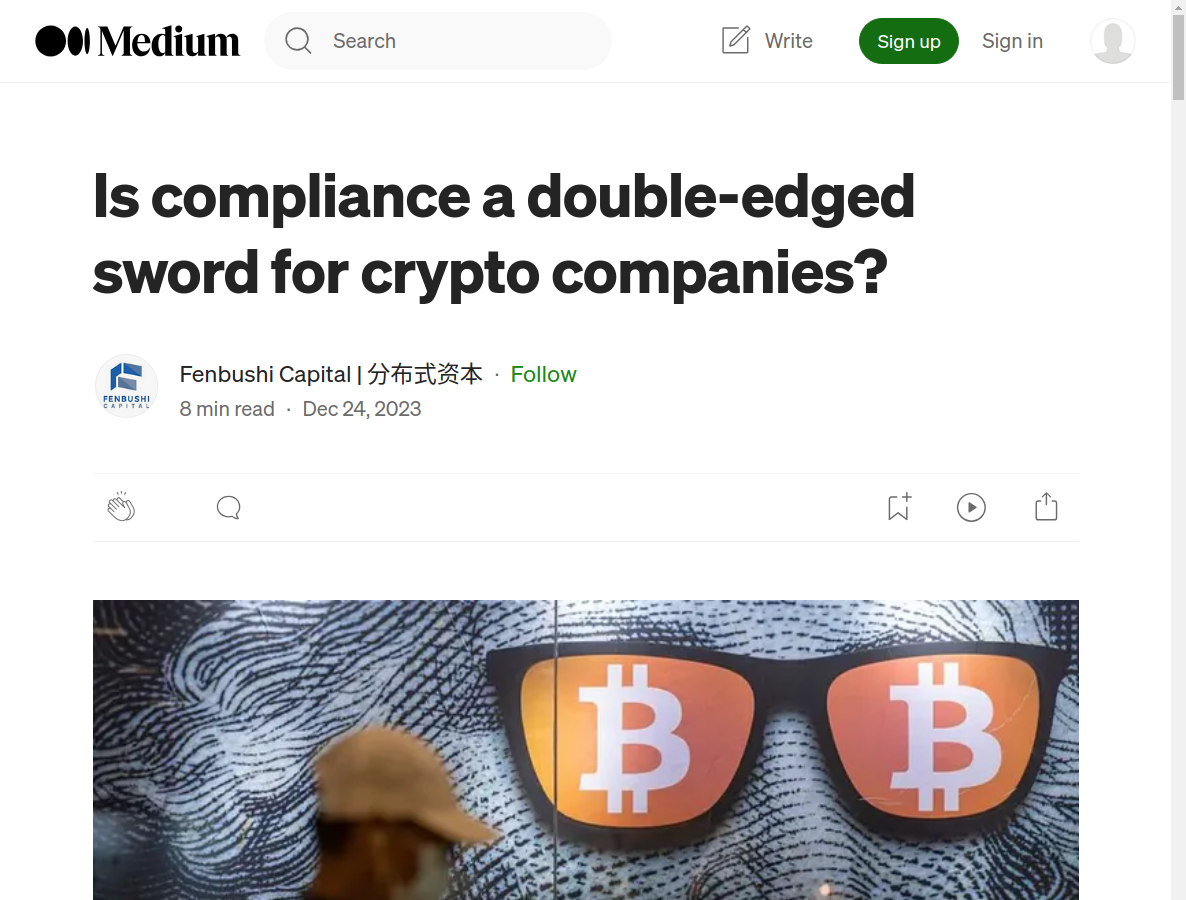 Medium
Search
Write
Sign up
Sign in
Is compliance a double-edged
sword for crypto companies?
FENBUSHI
CAPITAL
Fenbushi Capital | 分布式资本 · Follow
8 min read · Dec 24, 2023